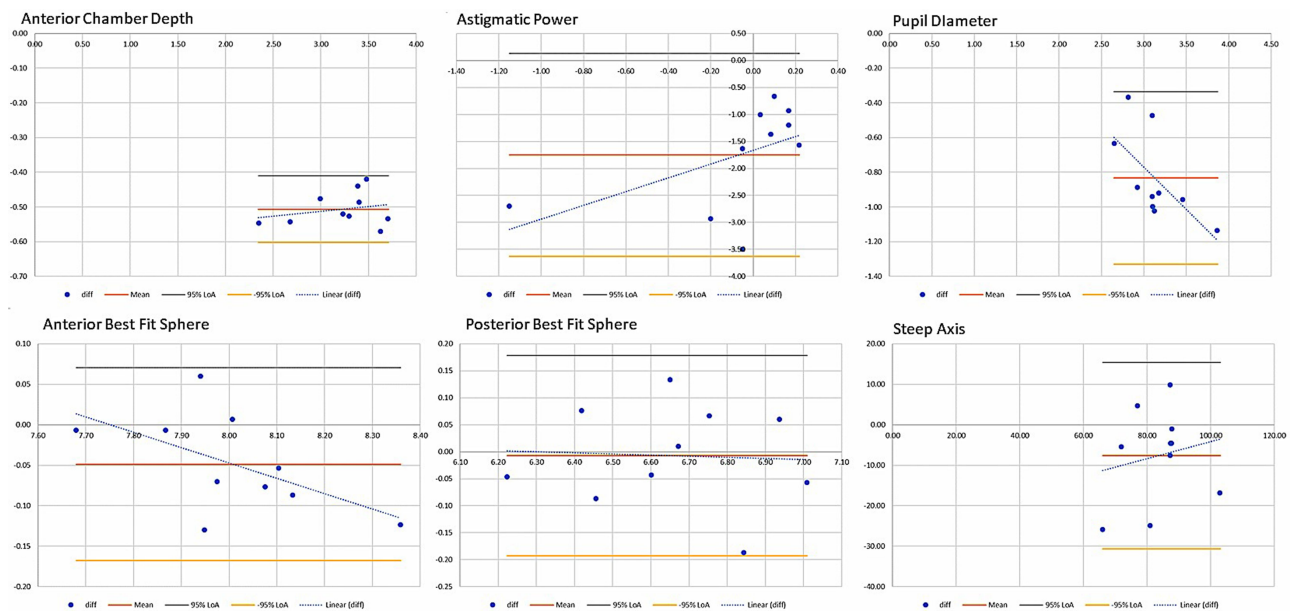 Anterior Chamber Depth
0.00
0.00 0.50 1.00 1.50 2.00 2.50 3.00 3.50 4.00
-0.10
-0.20
-0.30
-0.40
-0.50
-0.60
-0.70
diff Mean 95% LoA -95% LoA Linear (diff)
Astigmatic Power
0.50
0.00
-1.40 -1.20 -1.00 -0.80 -0.60 -0.40 -0.20 0.00 0.20 0.40
-0.50
-1.00
-1.50
-2.00
-2.50
-3.00
-3.50
-4.00
diff Mean 95% LoA -95% LoA Linear (diff)
Pupil Diameter
0.00
0.00 0.50 1.00 1.50 2.00 2.50 3.00 3.50 4.00 4.50
-0.20
-0.40
-0.60
-0.80
-1.00
-1.20
-1.40
diff Mean 95% LoA -95% LoA Linear (diff)
Anterior Best Fit Sphere
0.10
0.05
0.00
7.60 7.70 7.80 7.90 8.00 8.10 8.20 8.30 8.40
-0.05
-0.10
-0.15
-0.20
diff Mean 95% LoA -95% LoA Linear (diff)
Posterior Best Fit Sphere
0.20
0.15
0.10
0.05
0.00
6.10 6.20 6.30 6.40 6.50 6.60 6.70 6.80 6.90 7.00 7.10
-0.05
-0.10
-0.15
-0.20
-0.25
diff Mean 95% LoA -95% LoA Linear (diff)
Steep Axis
20.00
10.00
0.00
0.00 20.00 40.00 60.00 80.00 100.00 120.00
-10.00
-20.00
-30.00
-40.00
diff Mean 95% LoA -95% LoA Linear (diff)